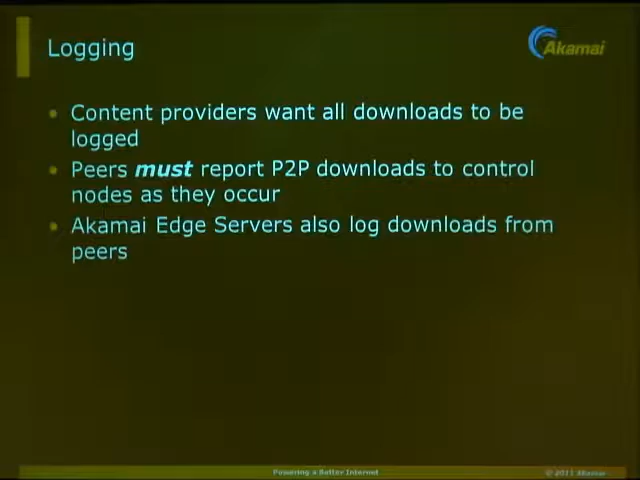 Logging
Akamai
Content providers want all downloads to be
logged
Peers must report P2P downloads to control
nodes as they occur
Akamai Edge Servers also log downloads from
peers
Powering a Better Internet
© 2011 Akamai